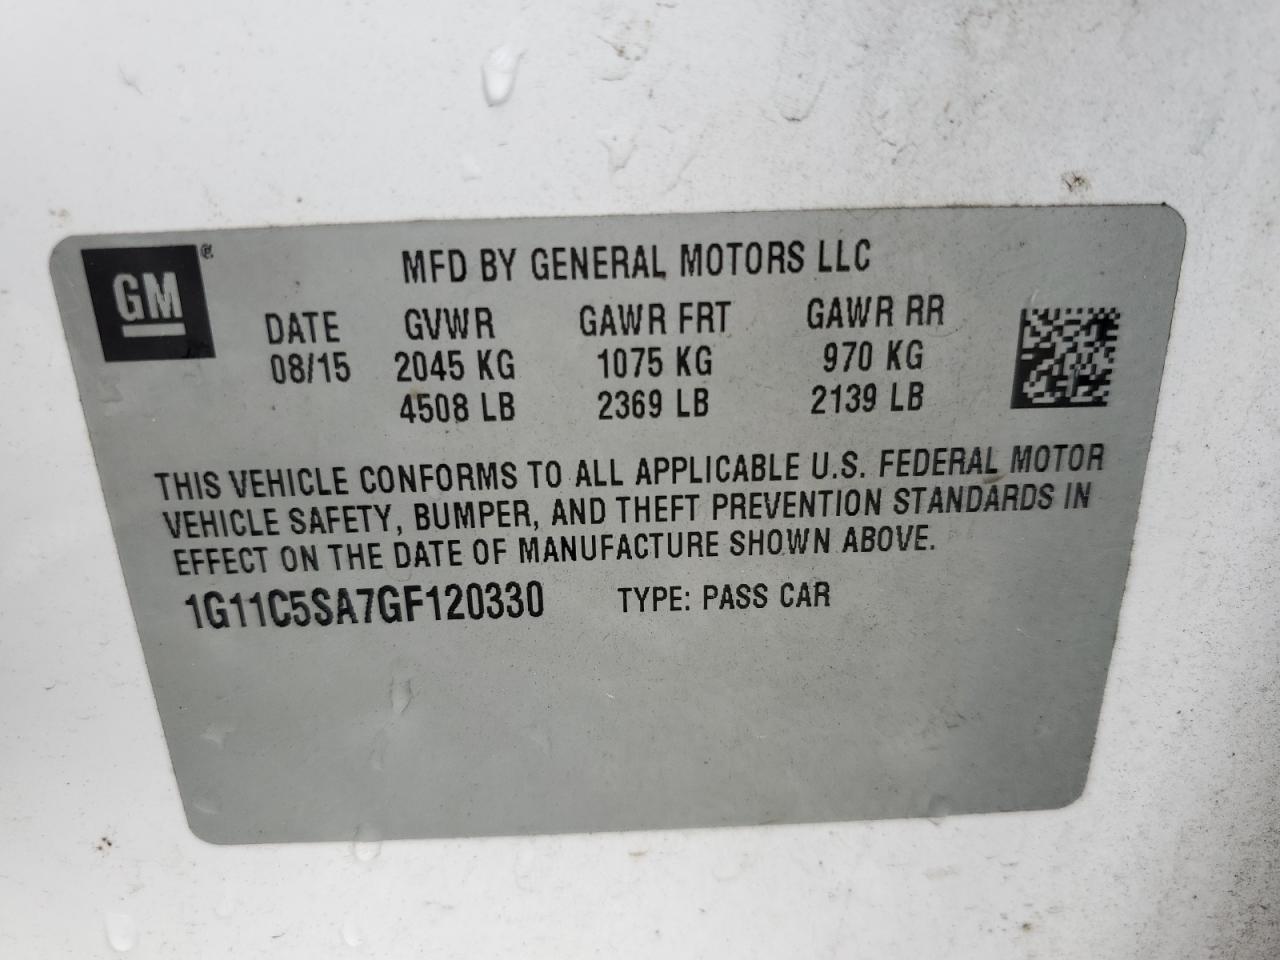 GM®
MFD BY GENERAL MOTORS LLC
DATE GVWR GAWR FRT GAWR RR
08/15 2045 KG 1075 KG 970 KG
4508 LB 2369 LB 2139 LB
THIS VEHICLE CONFORMS TO ALL APPLICABLE U.S. FEDERAL MOTOR
VEHICLE SAFETY, BUMPER, AND THEFT PREVENTION STANDARDS IN
EFFECT ON THE DATE OF MANUFACTURE SHOWN ABOVE.
1G11C5SA7GF120330 TYPE: PASS CAR